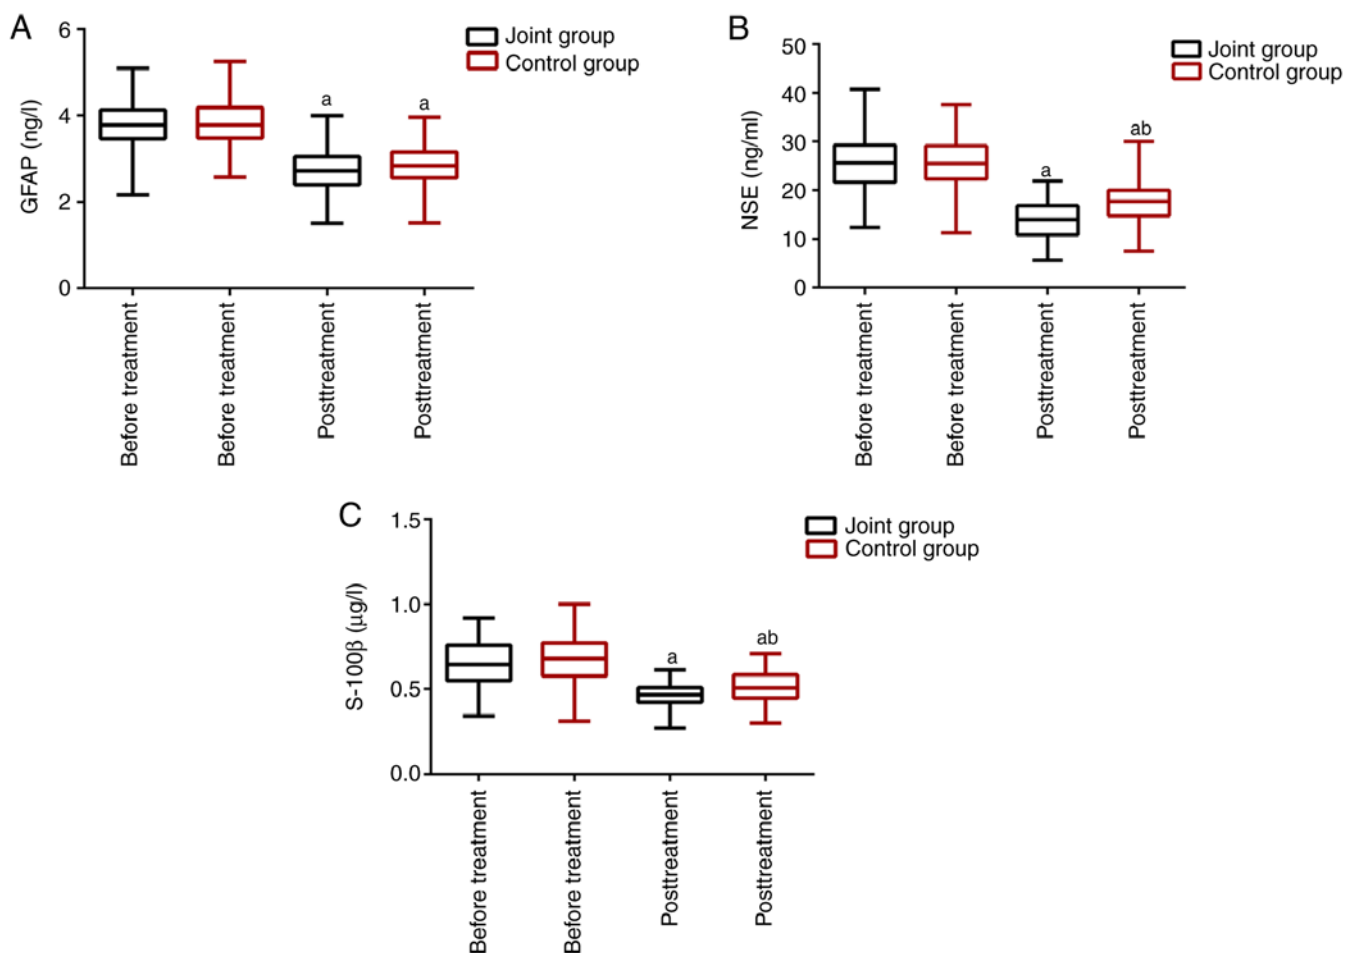 A
6
4
2
0
GFAP (ng/l)
Joint group
Control group
a
a
Before treatment
Before treatment
Posttreatment
Posttreatment
B
50
40
30
20
10
0
NSE (ng/ml)
Joint group
Control group
a
ab
Before treatment
Before treatment
Posttreatment
Posttreatment
C
1.5
1.0
0.5
0.0
S-100β (μg/l)
Joint group
Control group
a
ab
Before treatment
Before treatment
Posttreatment
Posttreatment